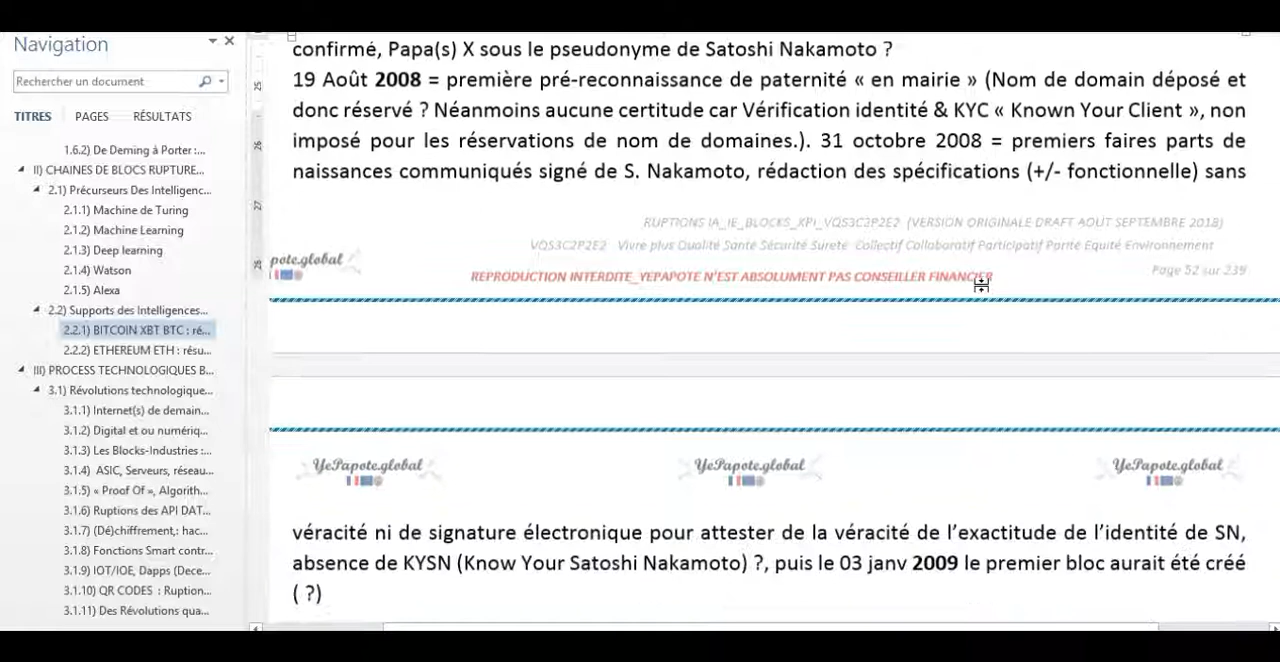 Navigation
Rechercher un document
TITRES PAGES RÉSULTATS
1.6.2) De Deming à Porter :...
II) CHAINES DE BLOCS RUPTURE...
2.1) Précurseurs Des Intelligenc...
2.1.1) Machine de Turing
2.1.2) Machine Learning
2.1.3) Deep learning
2.1.4) Watson
2.1.5) Alexa
2.2) Supports des Intelligences...
2.2.1) BITCOIN XBT BTC : ré...
2.2.2) ETHEREUM ETH : résu...
III) PROCESS TECHNOLOGIQUES B...
3.1) Révolutions technologique...
3.1.1) Internet(s) de demain...
3.1.2) Digital et ou numériq...
3.1.3) Les Blocks-Industries :...
3.1.4) ASIC, Serveurs, réseau...
3.1.5) « Proof Of », Algorith...
3.1.6) Ruptions des API DAT...
3.1.7) (Dé)chiffrement,: hac...
3.1.8) Fonctions Smart contr...
3.1.9) IOT/IOE, Dapps (Dece...
3.1.10) QR CODES : Ruption...
3.1.11) Des Révolutions qua...
25
26
27
28
confirmé, Papa(s) X sous le pseudonyme de Satoshi Nakamoto ?
19 Août 2008 = première pré-reconnaissance de paternité « en mairie » (Nom de domain déposé et
donc réservé ? Néanmoins aucune certitude car Vérification identité & KYC « Known Your Client », non
imposé pour les réservations de nom de domaines.). 31 octobre 2008 = premiers faires parts de
naissances communiqués signé de S. Nakamoto, rédaction des spécifications (+/- fonctionnelle) sans
RUPTIONS IA_IE_BLOCKS_XPI_VQS3C2P2E2 (VERSION ORIGINALE DRAFT AOUT SEPTEMBRE 2018)
VQS3C2P2E2 Vivre plus Qualité Santé Sécurité Sureté Collectif Collaboratif Participatif Parité Equité Environnement
pote.global
REPRODUCTION INTERDITE_YEPAPOTE N'EST ABSOLUMENT PAS CONSEILLER FINANCIER
Page 52 sur 239
YePapote.global YePapote.global YePapote.global
véracité ni de signature électronique pour attester de la véracité de l'exactitude de l'identité de SN,
absence de KYSN (Know Your Satoshi Nakamoto) ?, puis le 03 janv 2009 le premier bloc aurait été créé
( ?)